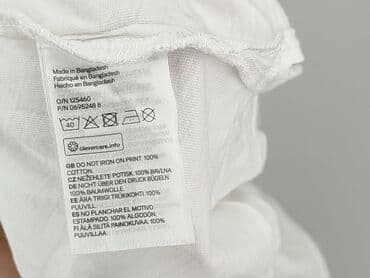 Made in Bangladesh
Fabriqué en Bangladesh
Hecho en Bangladesh
O/N 125460
P/N 0695248 8
40
clevercare.info
GB DO NOT IRON ON PRINT. 100%
COTTON.
CZ NEŽEHLETE POTISK. 100% BAVLNA
DE NICHT ÜBER DEN DRUCK BÜGELN
100% BAUMWOLLE.
EE ÄRA TRIIGI TRÜKKOHTI. 100%
PUUVILL
ES NO PLANCHAR EL MOTIVO
ESTAMPADO. 100% ALGODÓN.
FI ÄLÄ SILITÄ PAINOKUVAA. 100%
PUUVILLAA.